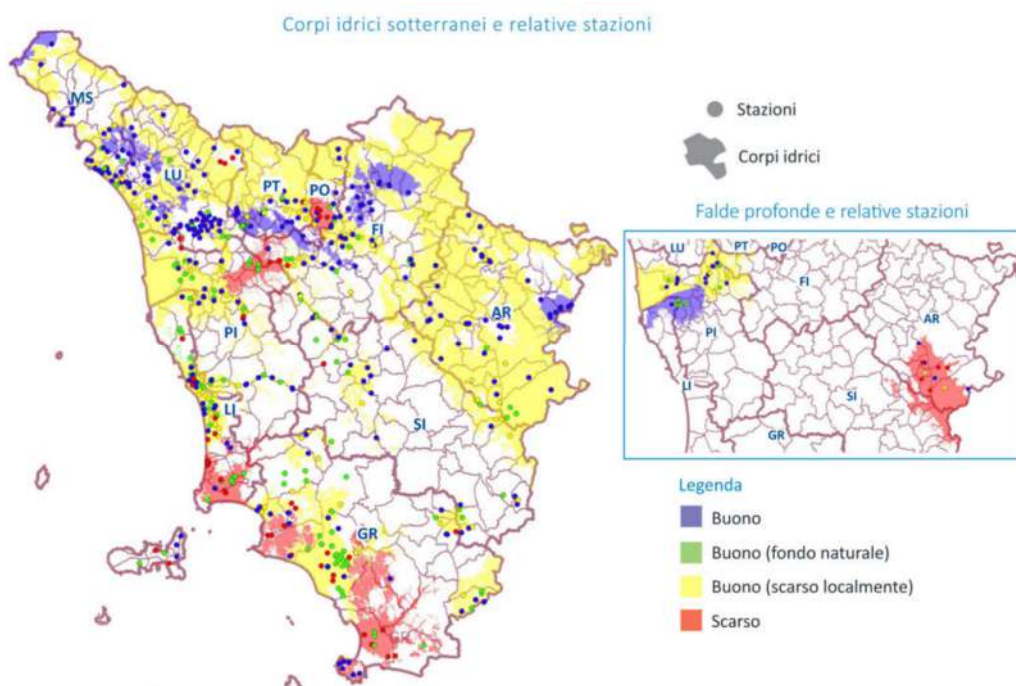 Corpi idrici sotterranei e relative stazioni
Stazioni
Corpi idrici
MS
LU
PT
PO
FI
AR
PI
LI
SI
GR
GR
Falde profonde e relative stazioni
LU
PT
PO
FI
AR
PI
LI
SI
GR
Legenda
Buono
Buono (fondo naturale)
Buono (scarso localmente)
Scarso